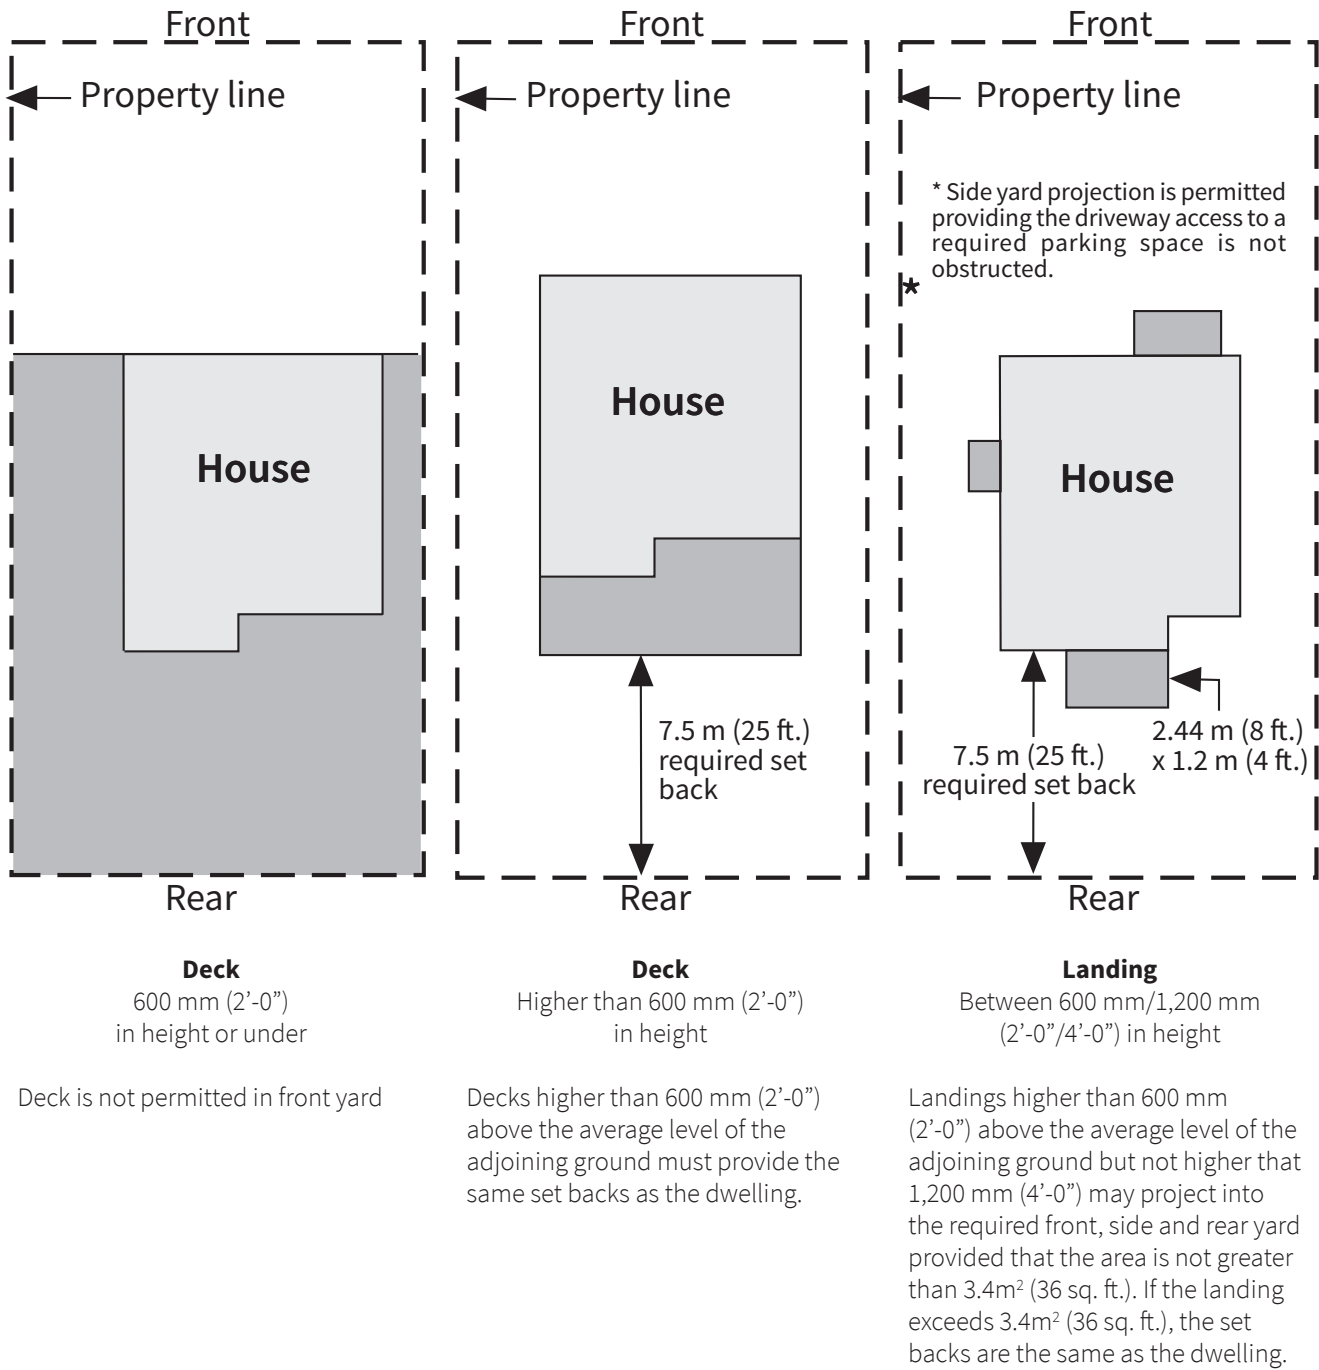 Front
Property line
House
Rear
Deck
600 mm (2’-0”)
in height or under
Deck is not permitted in front yard
Front
Property line
House
7.5 m (25 ft.)
required set
back
Rear
Deck
Higher than 600 mm (2’-0”)
in height
Decks higher than 600 mm (2’-0”)
above the average level of the
adjoining ground must provide the
same set backs as the dwelling.
Front
Property line
* Side yard projection is permitted
providing the driveway access to a
required parking space is not
obstructed.
*
House
2.44 m (8 ft.)
x 1.2 m (4 ft.)
7.5 m (25 ft.)
required set back
Rear
Landing
Between 600 mm/1,200 mm
(2’-0”/4’-0”) in height
Landings higher than 600 mm
(2’-0”) above the average level of the
adjoining ground but not higher that
1,200 mm (4’-0”) may project into
the required front, side and rear yard
provided that the area is not greater
than 3.4m² (36 sq. ft.). If the landing
exceeds 3.4m² (36 sq. ft.), the set
backs are the same as the dwelling.